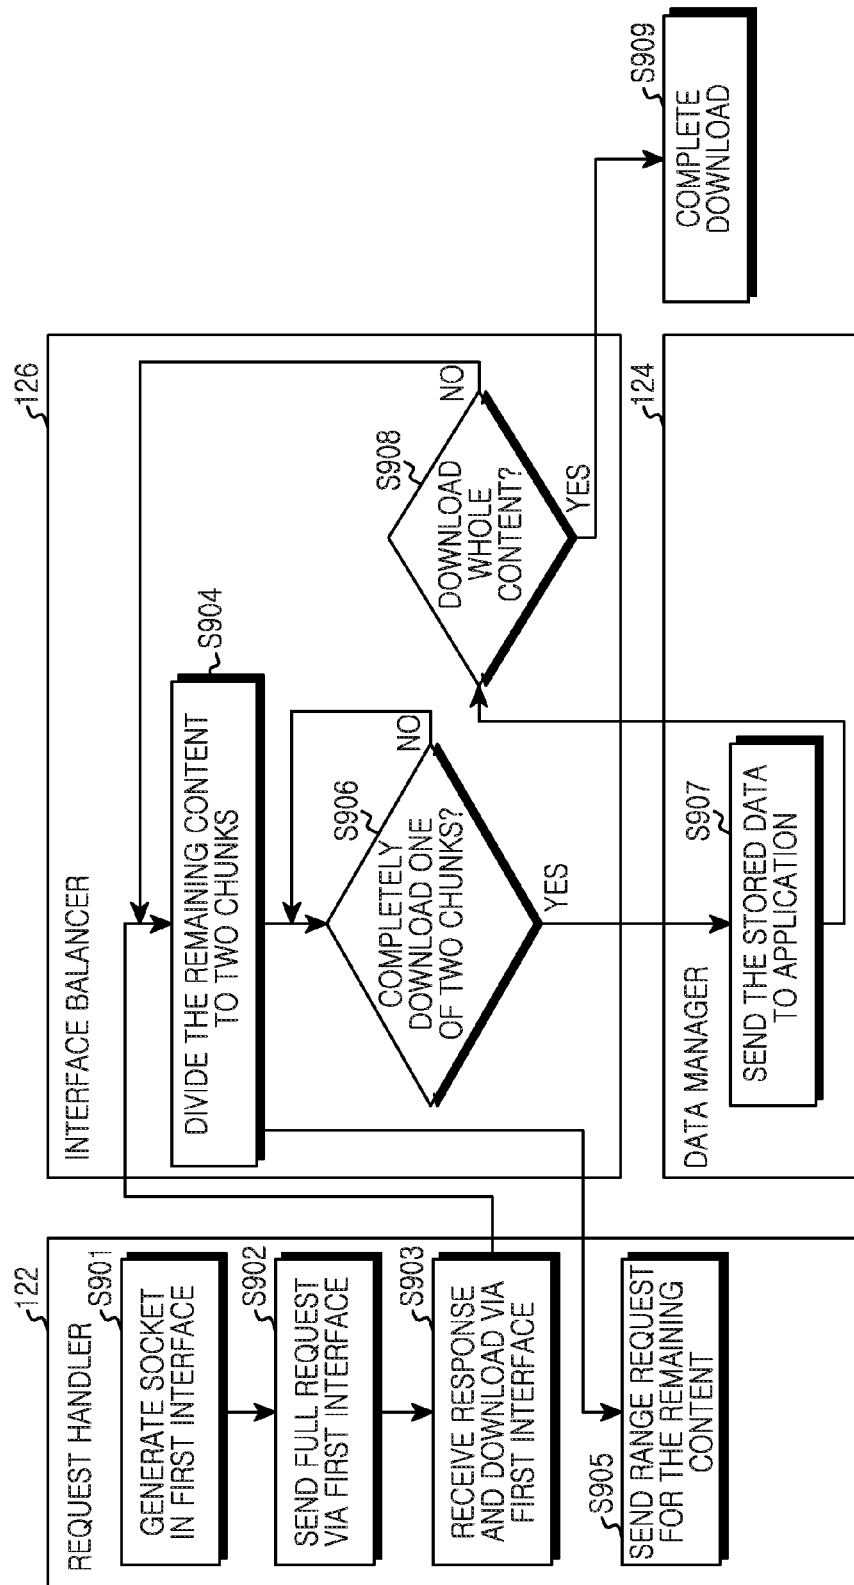 122
REQUEST HANDLER
S901
GENERATE SOCKET
IN FIRST INTERFACE
S902
SEND FULL REQUEST
VIA FIRST INTERFACE
S903
RECEIVE RESPONSE
AND DOWNLOAD VIA
FIRST INTERFACE
S905
SEND RANGE REQUEST
FOR THE REMAINING
CONTENT
126
INTERFACE BALANCER
S904
DIVIDE THE REMAINING CONTENT
TO TWO CHUNKS
S906
COMPLETELY
DOWNLOAD ONE
OF TWO CHUNKS?
NO
YES
S908
DOWNLOAD
WHOLE
CONTENT?
NO
YES
124
DATA MANAGER
S907
SEND THE STORED DATA
TO APPLICATION
S909
COMPLETE
DOWNLOAD